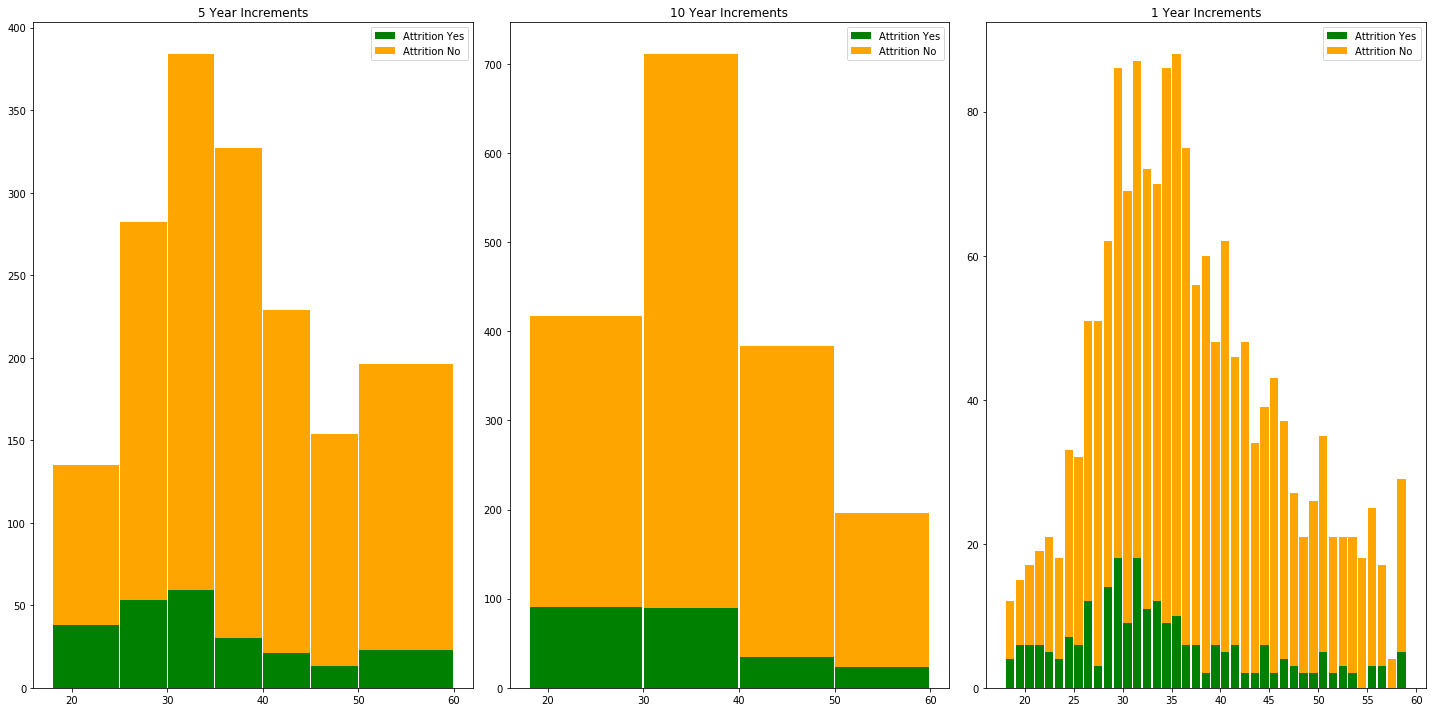 5 Year Increments
Attrition Yes
Attrition No
400
350
300
250
200
150
100
50
0
20 30 40 50 60
10 Year Increments
Attrition Yes
Attrition No
700
600
500
400
300
200
100
0
20 30 40 50 60
1 Year Increments
Attrition Yes
Attrition No
80
60
40
20
0
20 25 30 35 40 45 50 55 60